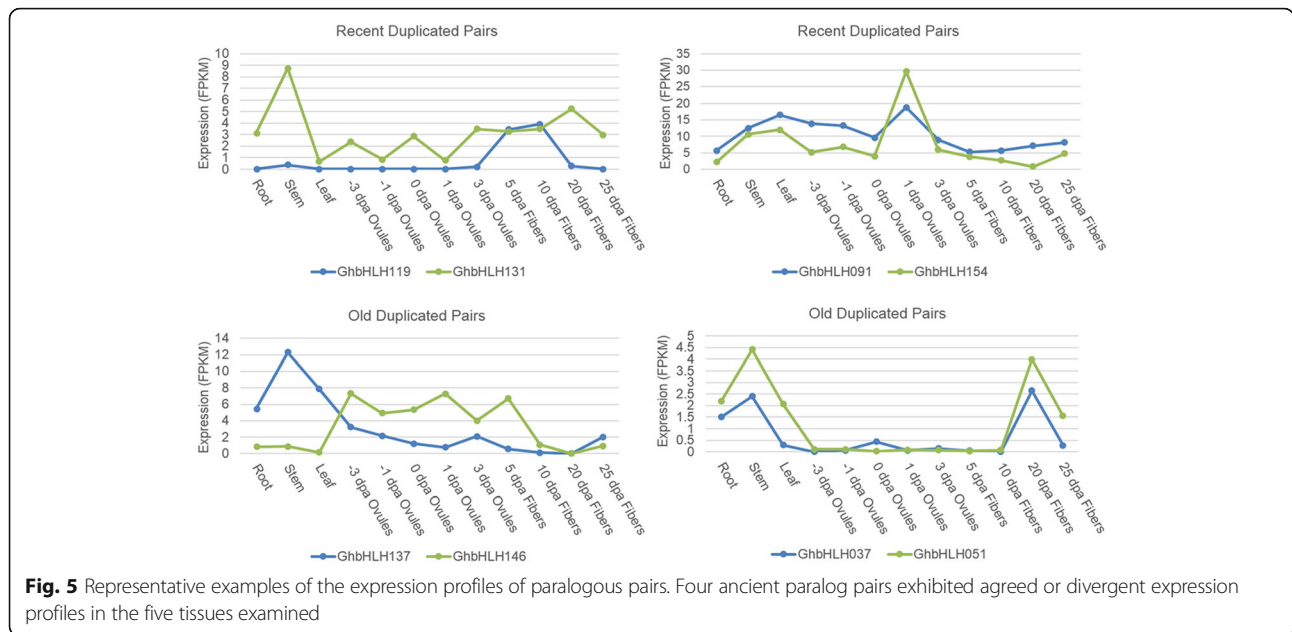 Recent Duplicated Pairs
Expression (FPKM)
10
9
8
7
6
5
4
3
2
1
0
Root
Stem
Leaf
-3 dpa Ovules
-1 dpa Ovules
0 dpa Ovules
1 dpa Ovules
3 dpa Ovules
5 dpa Fibers
10 dpa Fibers
20 dpa Fibers
25 dpa Fibers
GhbHLH119
GhbHLH131
Recent Duplicated Pairs
Expression (FPKM)
35
30
25
20
15
10
5
0
Root
Stem
Leaf
-3 dpa Ovules
-1 dpa Ovules
0 dpa Ovules
1 dpa Ovules
3 dpa Ovules
5 dpa Fibers
10 dpa Fibers
20 dpa Fibers
25 dpa Fibers
GhbHLH091
GhbHLH154
Old Duplicated Pairs
Expression (FPKM)
14
12
10
8
6
4
2
0
Root
Stem
Leaf
-3 dpa Ovules
-1 dpa Ovules
0 dpa Ovules
1 dpa Ovules
3 dpa Ovules
5 dpa Fibers
10 dpa Fibers
20 dpa Fibers
25 dpa Fibers
GhbHLH137
GhbHLH146
Old Duplicated Pairs
Expression (FPKM)
5
4.5
4
3.5
3
2.5
2
1.5
1
0.5
0
Root
Stem
Leaf
-3 dpa Ovules
-1 dpa Ovules
0 dpa Ovules
1 dpa Ovules
3 dpa Ovules
5 dpa Fibers
10 dpa Fibers
20 dpa Fibers
25 dpa Fibers
GhbHLH037
GhbHLH051
Fig. 5 Representative examples of the expression profiles of paralogous pairs. Four ancient paralog pairs exhibited agreed or divergent expression
profiles in the five tissues examined